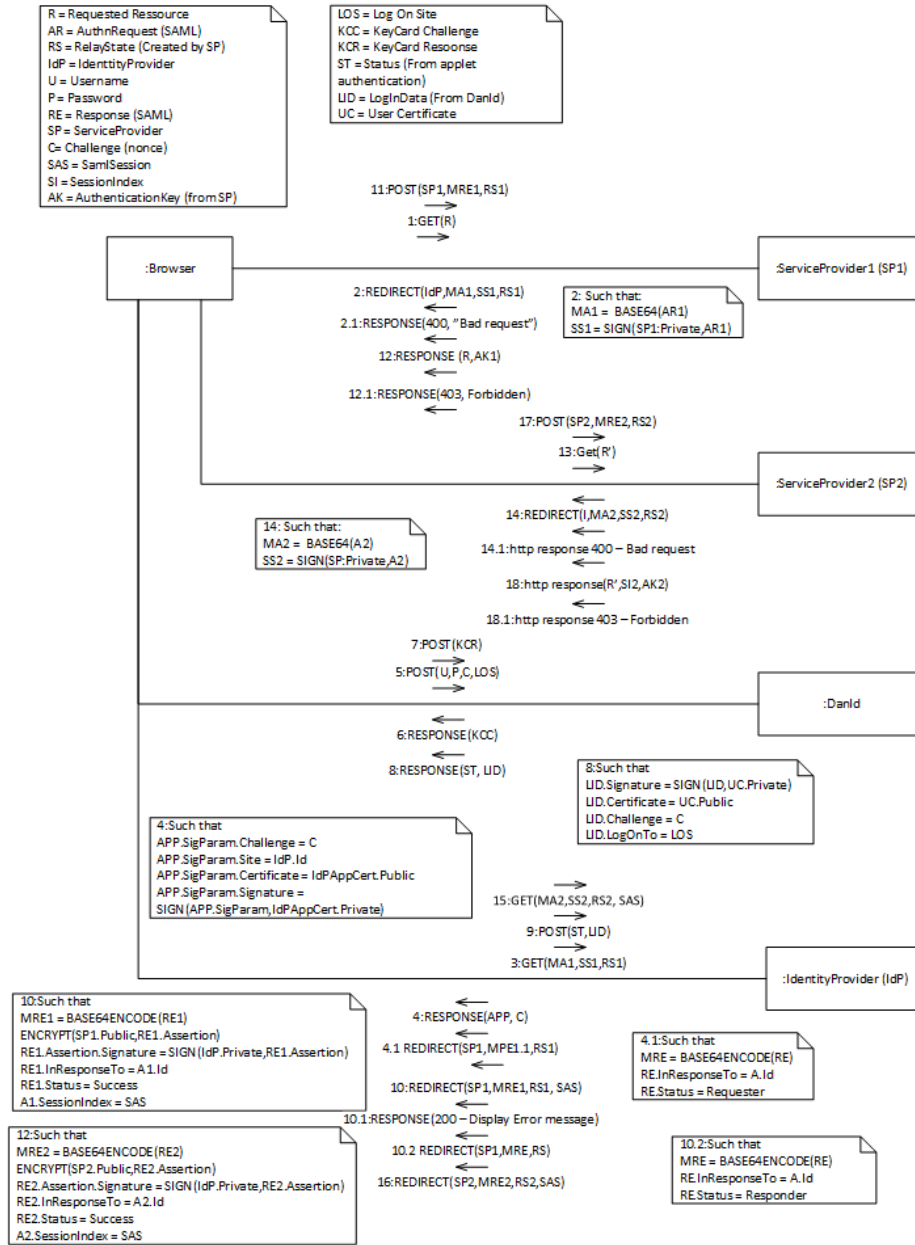 R = Requested Ressource
AR = AuthnRequest (SAML)
RS = RelayState (Created by SP)
IdP = IdenttityProvider
U = Username
P = Password
RE = Response (SAML)
SP = ServiceProvider
C= Challenge (nonce)
SAS = SamlSession
SI = SessionIndex
AK = AuthenticationKey (from SP)
LOS = Log On Site
KCC = KeyCard Challenge
KCR = KeyCard Resoonse
ST = Status (From applet
authentication)
LID = LogInData (From DanId)
UC = User Certificate
11:POST(SP1,MRE1,RS1)
1:GET(R)
:Browser
:ServiceProvider1 (SP1)
2:REDIRECT(IdP,MA1,SS1,RS1)
2.1:RESPONSE(400, "Bad request")
12:RESPONSE (R,AK1)
12.1:RESPONSE(403, Forbidden)
2: Such that:
MA1 = BASE64(AR1)
SS1 = SIGN(SP1:Private,AR1)
17:POST(SP2,MRE2,RS2)
13:Get(R')
:ServiceProvider2 (SP2)
14: Such that:
MA2 = BASE64(A2)
SS2 = SIGN(SP:Private,A2)
14:REDIRECT(I,MA2,SS2,RS2)
14.1:http response 400 – Bad request
18:http response(R',SI2,AK2)
18.1:http response 403 – Forbidden
7:POST(KCR)
5:POST(U,P,C,LOS)
:DanId
6:RESPONSE(KCC)
8:RESPONSE(ST, LID)
8:Such that
LID.Signature = SIGN(LID,UC.Private)
LID.Certificate = UC.Public
LID.Challenge = C
LID.LogOnTo = LOS
4:Such that
APP.SigParam.Challenge = C
APP.SigParam.Site = IdP.Id
APP.SigParam.Certificate = IdPAppCert.Public
APP.SigParam.Signature =
SIGN(APP.SigParam,IdPAppCert.Private)
15:GET(MA2,SS2,RS2, SAS)
9:POST(ST,LID)
3:GET(MA1,SS1,RS1)
:IdentityProvider (IdP)
10:Such that
MRE1 = BASE64ENCODE(RE1)
ENCRYPT(SP1.Public,RE1.Assertion)
RE1.Assertion.Signature = SIGN(IdP.Private,RE1.Assertion)
RE1.InResponseTo = A1.Id
RE1.Status = Success
A1.SessionIndex = SAS
4:RESPONSE(APP, C)
4.1 REDIRECT(SP1,MPE1.1,RS1)
10:REDIRECT(SP1,MRE1,RS1, SAS)
10.1:RESPONSE(200 – Display Error message)
10.2 REDIRECT(SP1,MRE,RS)
16:REDIRECT(SP2,MRE2,RS2,SAS)
4.1:Such that
MRE = BASE64ENCODE(RE)
RE.InResponseTo = A.Id
RE.Status = Requester
12:Such that
MRE2 = BASE64ENCODE(RE2)
ENCRYPT(SP2.Public,RE2.Assertion)
RE2.Assertion.Signature = SIGN(IdP.Private,RE2.Assertion)
RE2.InResponseTo = A2.Id
RE2.Status = Success
A2.SessionIndex = SAS
10.2:Such that
MRE = BASE64ENCODE(RE)
RE.InResponseTo = A.Id
RE.Status = Responder